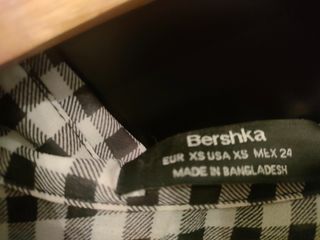 Bershka
EUR XS USA XS MEX 24
MADE IN BANGLADESH